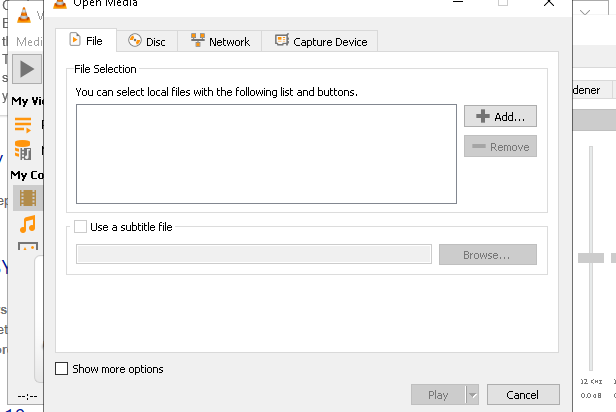 Open Media
File
Disc
Network
Capture Device
Medi
File Selection
You can select local files with the following list and buttons.
dener
My Vi
Add...
Remove
My Co
Use a subtitle file
Browse...
Show more options
12 KHz
--:--
Play
Cancel
0.0 dB